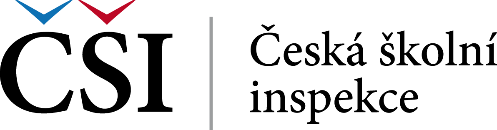 ČŠI
Česká školní
inspekce